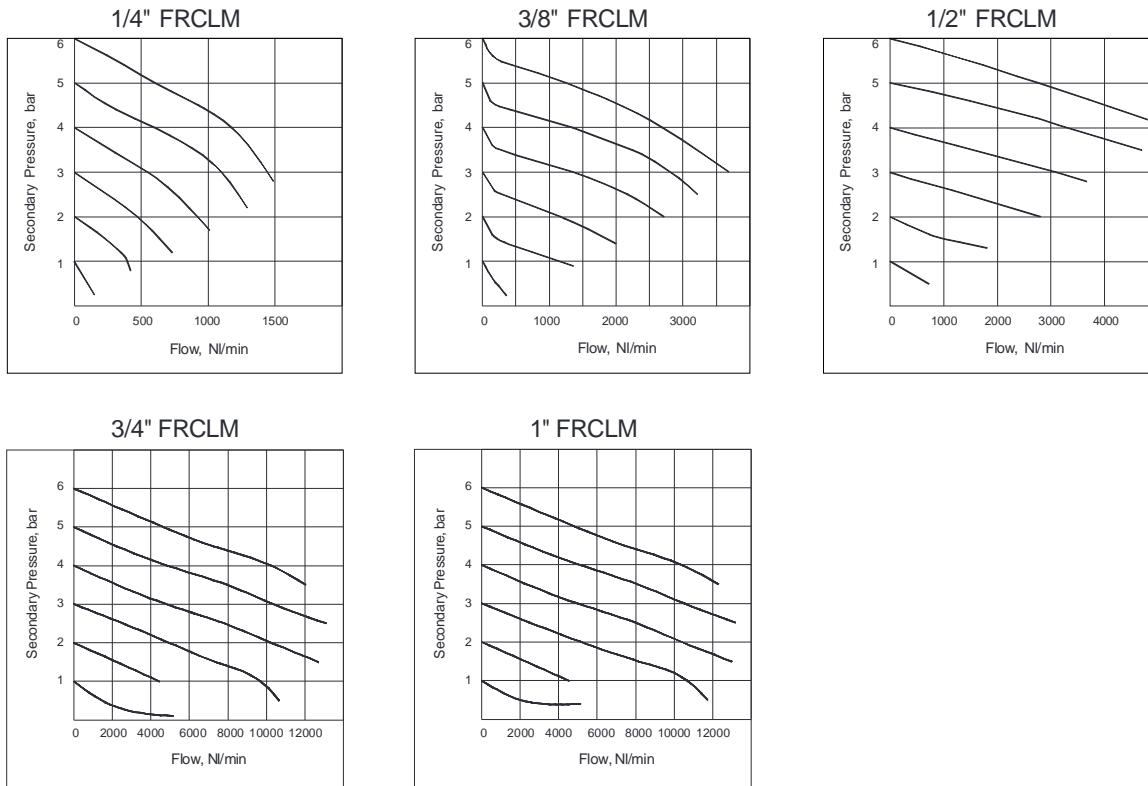 1/4" FRCLM
Secondary Pressure, bar
6
5
4
3
2
1
0 500 1000 1500
Flow, Nl/min
3/8" FRCLM
Secondary Pressure, bar
6
5
4
3
2
1
0 1000 2000 3000
Flow, Nl/min
1/2" FRCLM
Secondary Pressure, bar
6
5
4
3
2
1
0 1000 2000 3000 4000
Flow, Nl/min
3/4" FRCLM
Secondary Pressure, bar
6
5
4
3
2
1
0 2000 4000 6000 8000 10000 12000
Flow, Nl/min
1" FRCLM
Secondary Pressure, bar
6
5
4
3
2
1
0 2000 4000 6000 8000 10000 12000
Flow, Nl/min